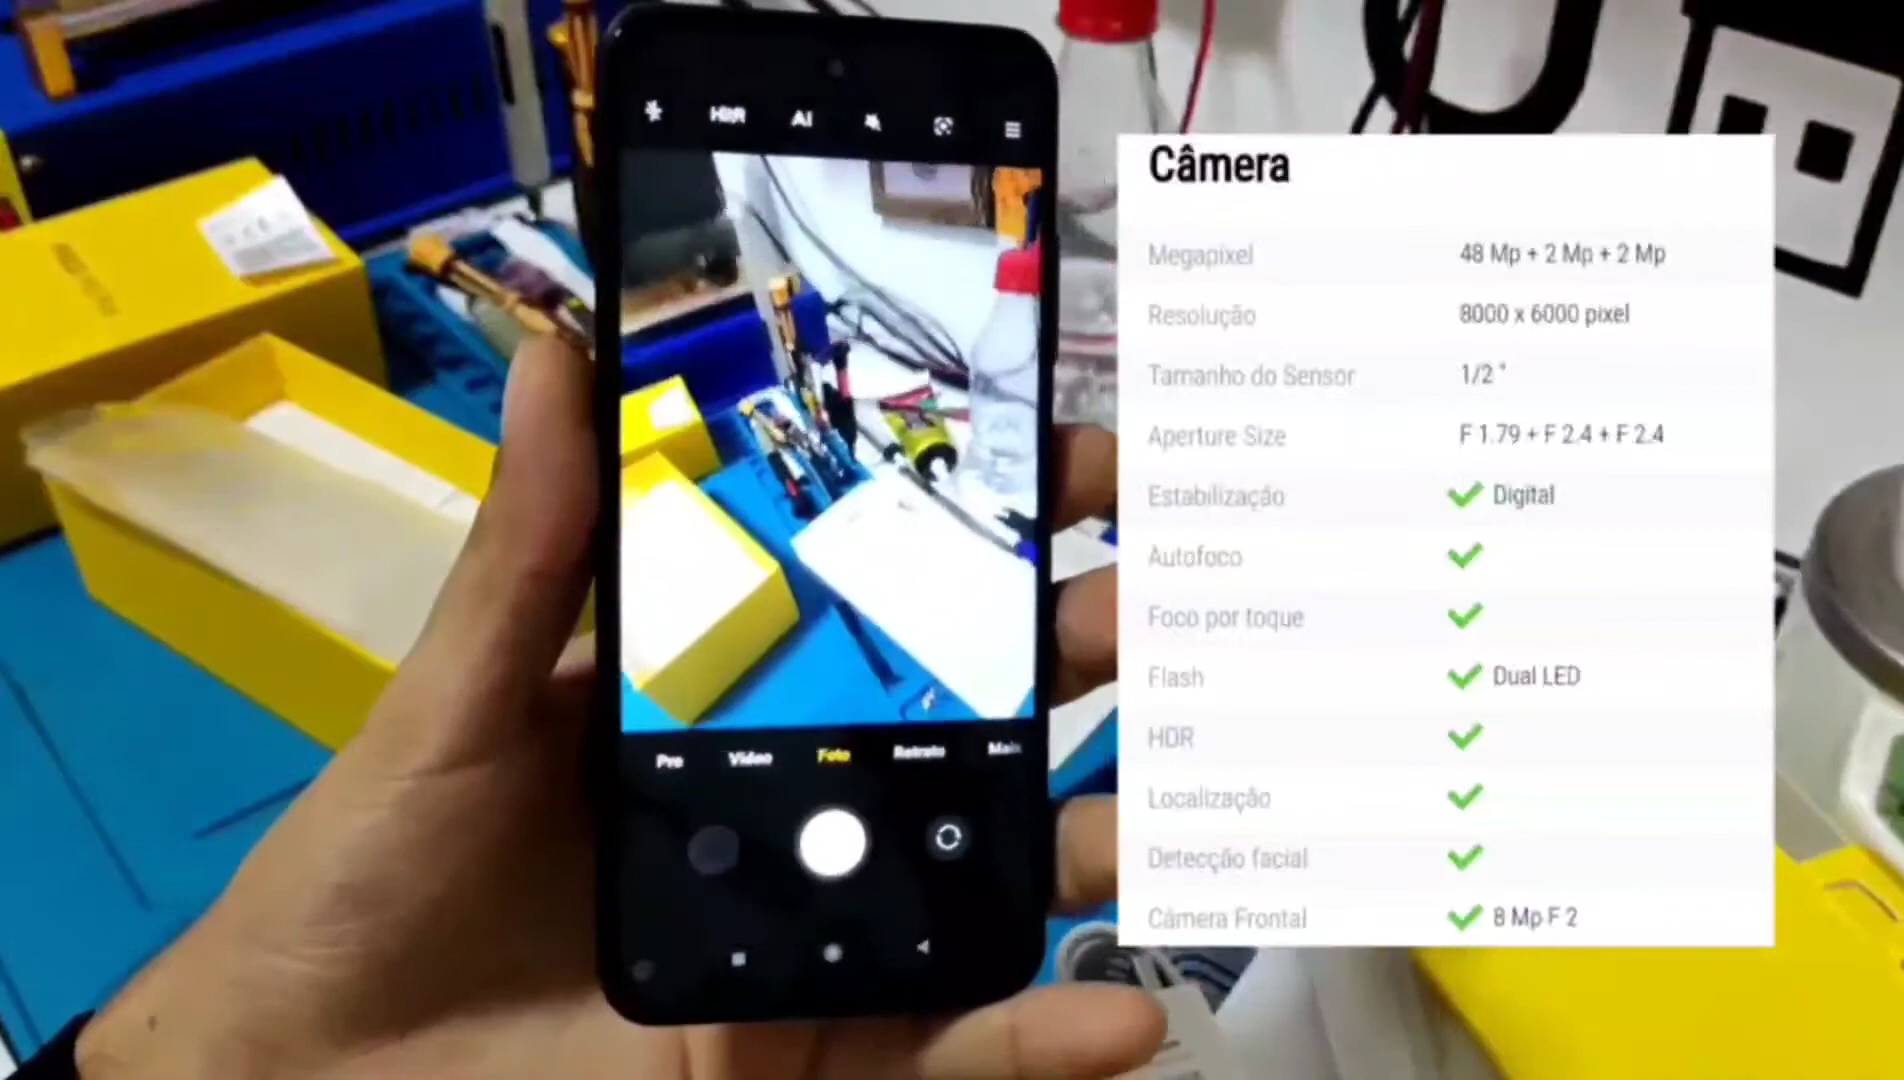 HDR
AI
Pro
Vídeo
Foto
Retrato
Mais
Câmera
Megapixel 48 Mp + 2 Mp + 2 Mp
Resolução 8000 x 6000 pixel
Tamanho do Sensor 1/2 "
Aperture Size F 1.79 + F 2.4 + F 2.4
Estabilização Digital
Autofoco
Foco por toque
Flash Dual LED
HDR
Localização
Detecção facial
Câmera Frontal 8 Mp F 2